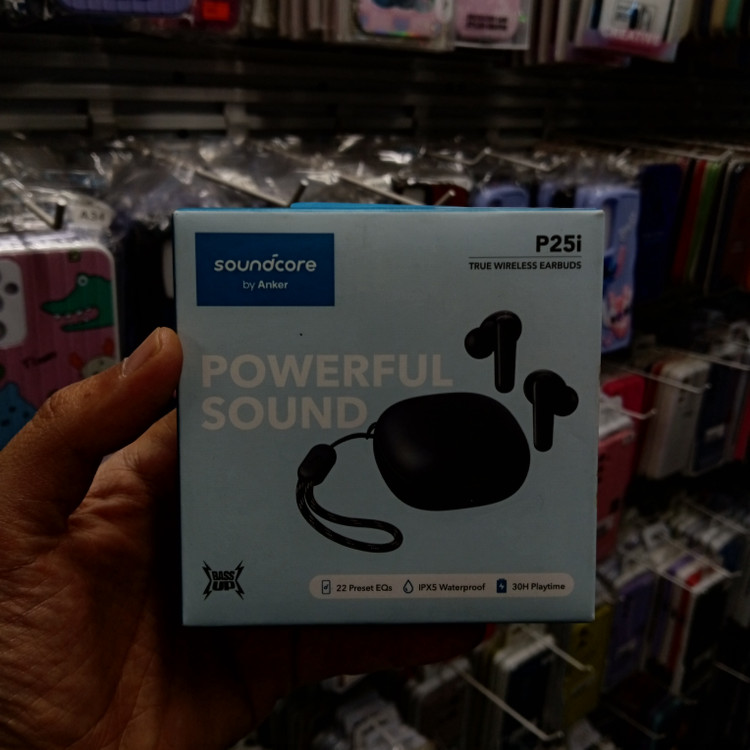 soundcore
by Anker
P25i
TRUE WIRELESS EARBUDS
POWERFUL
SOUND
BASS
UP
22 Preset EQs
IPX5 Waterproof
30H Playtime